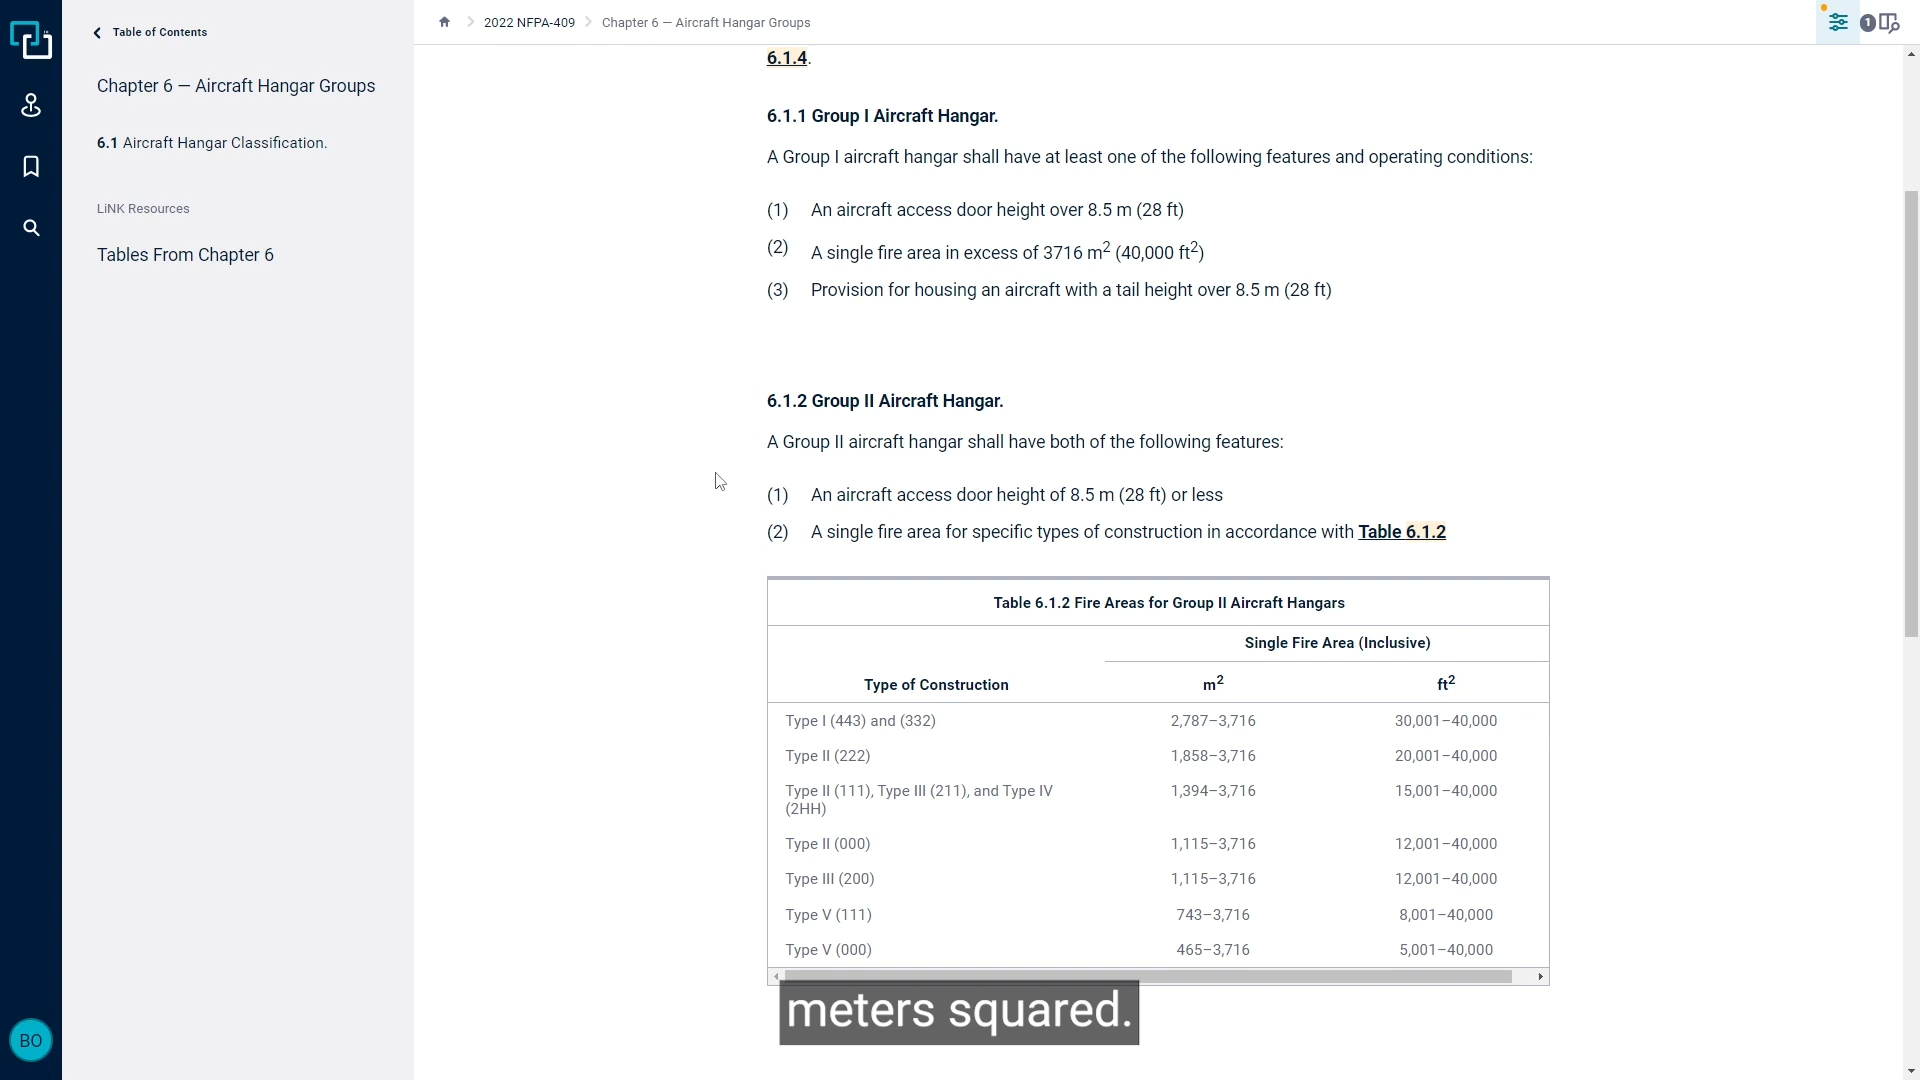 Table of Contents
2022 NFPA-409
Chapter 6 — Aircraft Hangar Groups
1
Chapter 6 — Aircraft Hangar Groups
6.1 Aircraft Hangar Classification.
LiNK Resources
Tables From Chapter 6
BO
6.1.4.
6.1.1 Group I Aircraft Hangar.
A Group I aircraft hangar shall have at least one of the following features and operating conditions:
(1) An aircraft access door height over 8.5 m (28 ft)
(2) A single fire area in excess of 3716 m² (40,000 ft²)
(3) Provision for housing an aircraft with a tail height over 8.5 m (28 ft)
6.1.2 Group II Aircraft Hangar.
A Group II aircraft hangar shall have both of the following features:
(1) An aircraft access door height of 8.5 m (28 ft) or less
(2) A single fire area for specific types of construction in accordance with Table 6.1.2
Table 6.1.2 Fire Areas for Group II Aircraft Hangars
Single Fire Area (Inclusive)
Type of Construction m² ft²
Type I (443) and (332) 2,787–3,716 30,001–40,000
Type II (222) 1,858–3,716 20,001–40,000
Type II (111), Type III (211), and Type IV 1,394–3,716 15,001–40,000
(2HH)
Type II (000) 1,115–3,716 12,001–40,000
Type III (200) 1,115–3,716 12,001–40,000
Type V (111) 743–3,716 8,001–40,000
Type V (000) 465–3,716 5,001–40,000
meters squared.